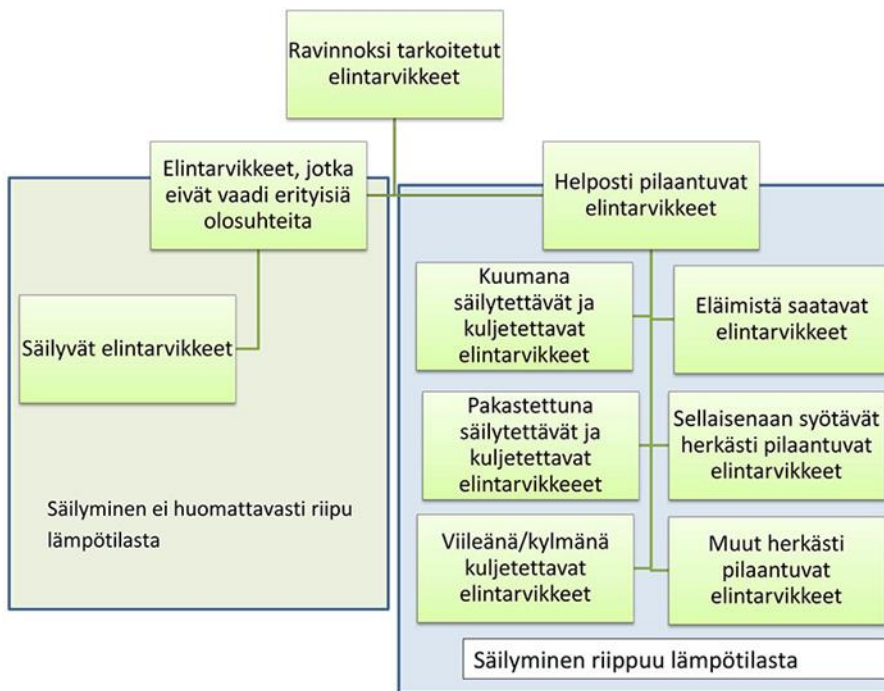 Ravinnoksi tarkoitetut
elintarvikkeet
Elintarvikkeet, jotka
eivät vaadi erityisiä
olosuhteita
Helposti pilaantuvat
elintarvikkeet
Säilyvät elintarvikkeet
Säilyminen ei huomattavasti riipu
lämpötilasta
Kuumana
säilytettävät ja
kuljetettavat
elintarvikkeet
Eläimistä saatavat
elintarvikkeet
Pakastettuna
säilytettävät ja
kuljetettavat
elintarvikkeeet
Sellaisenaan syötävät
herkästi pilaantuvat
elintarvikkeet
Viileänä/kylmänä
kuljetettavat
elintarvikkeet
Muut herkästi
pilaantuvat
elintarvikkeet
Säilyminen riippuu lämpötilasta